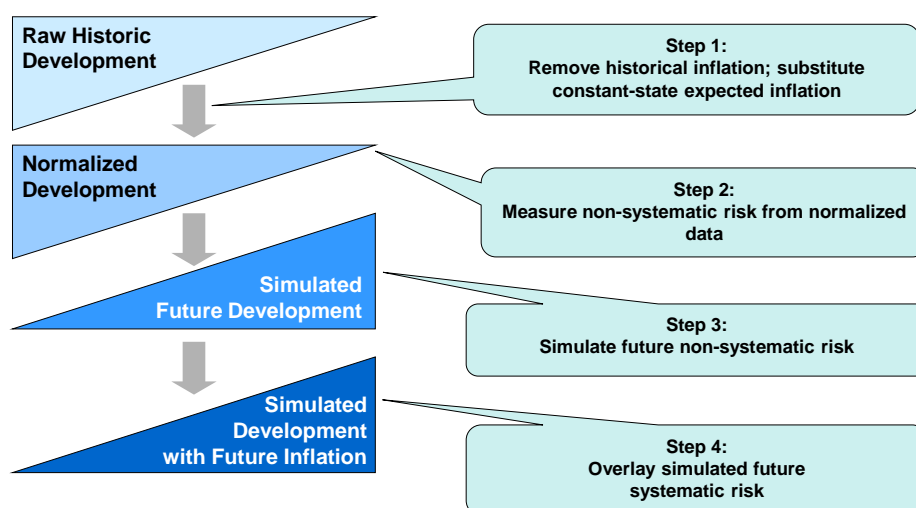 Raw Historic
Development
Step 1:
Remove historical inflation; substitute
constant-state expected inflation
Normalized
Development
Step 2:
Measure non-systematic risk from normalized
data
Simulated
Future Development
Step 3:
Simulate future non-systematic risk
Simulated
Development
with Future Inflation
Step 4:
Overlay simulated future
systematic risk